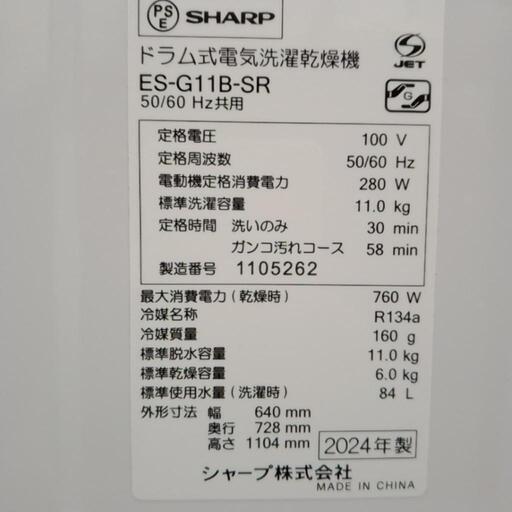 PS E SHARP
ドラム式電気洗濯乾燥機
ES-G11B-SR
50/60 Hz共用
S JET
G
定格電圧 100 V
定格周波数 50/60 Hz
電動機定格消費電力 280 W
標準洗濯容量 11.0 kg
定格時間 洗いのみ 30 min
ガンコ汚れコース 58 min
製造番号 1105262
最大消費電力(乾燥時) 760 W
冷媒名称 R134a
冷媒質量 160 g
標準脱水容量 11.0 kg
標準乾燥容量 6.0 kg
標準使用水量(洗濯時) 84 L
外形寸法 幅 640 mm
奥行 728 mm
高さ 1104 mm
2024年製
シャープ株式会社
MADE IN CHINA